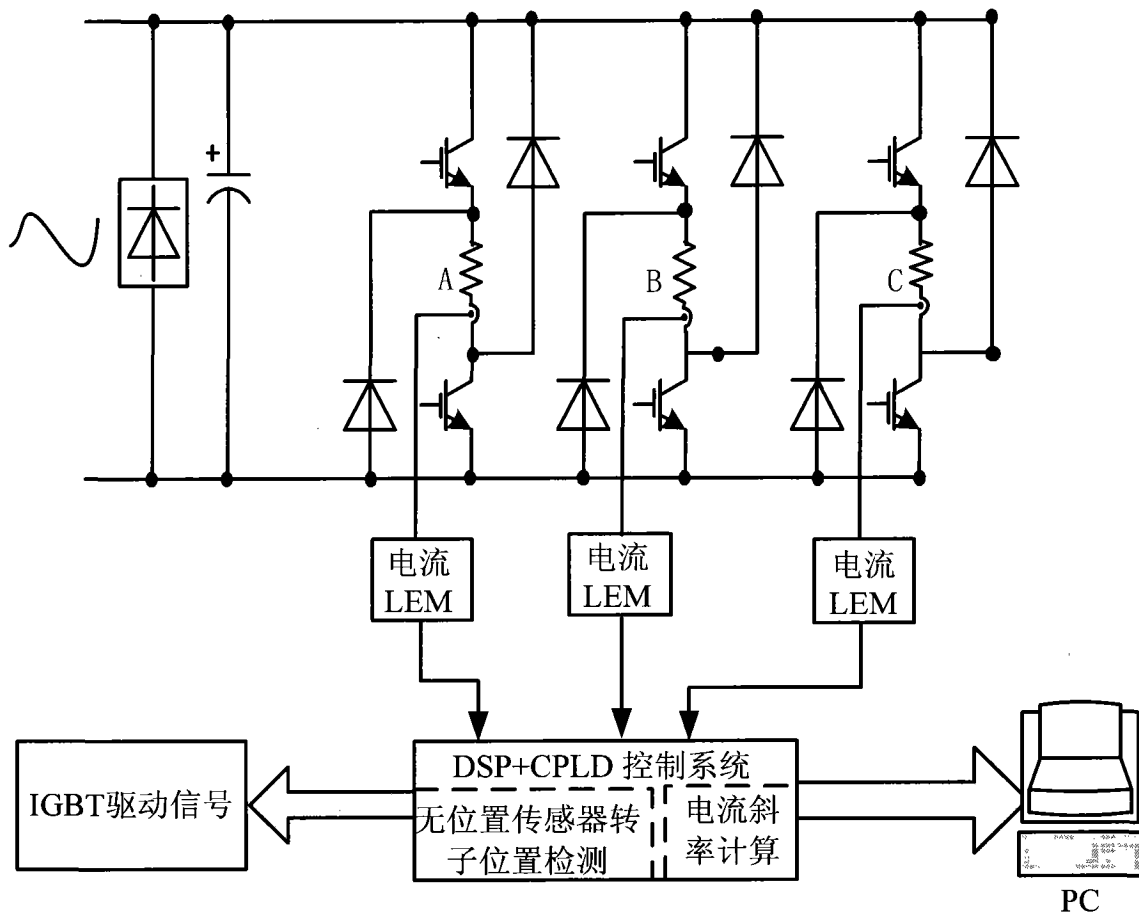 +
A
B
C
电流
LEM
电流
LEM
电流
LEM
IGBT驱动信号
DSP+CPLD 控制系统
无位置传感器转
子位置检测
电流斜
率计算
PC